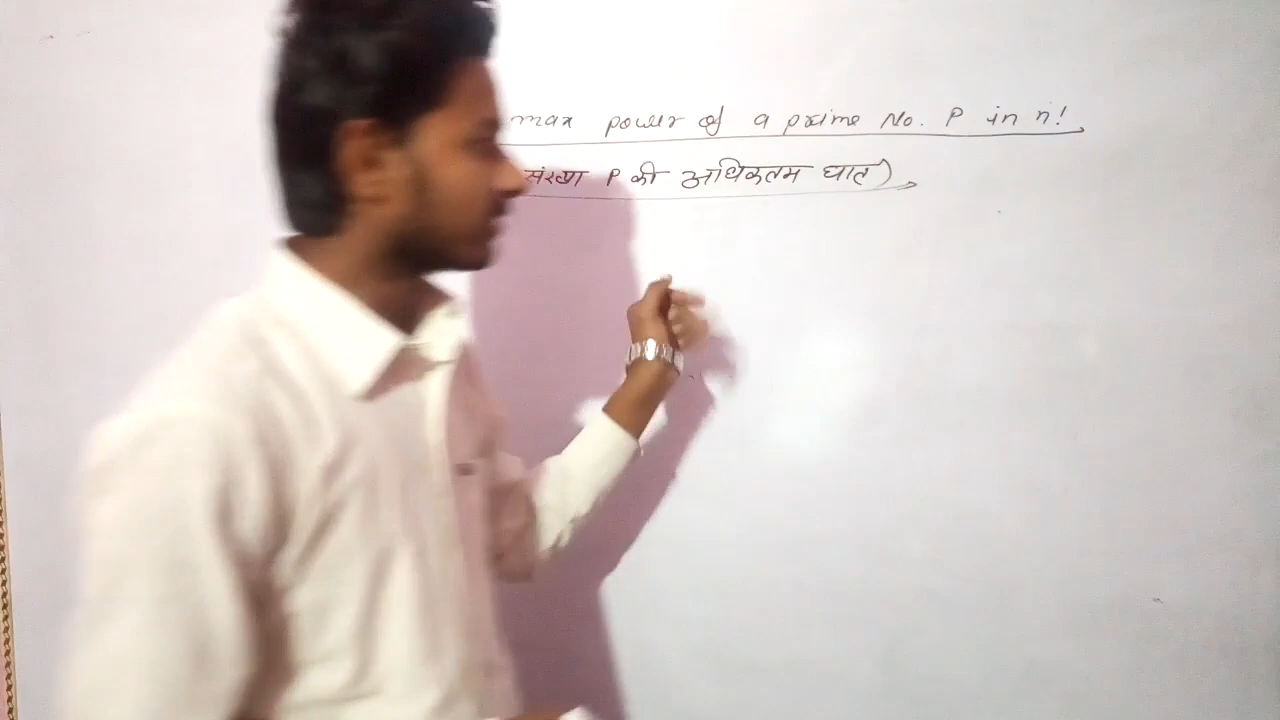 max power of a prime No. P in n!
संख्या P की अधिकतम घात)